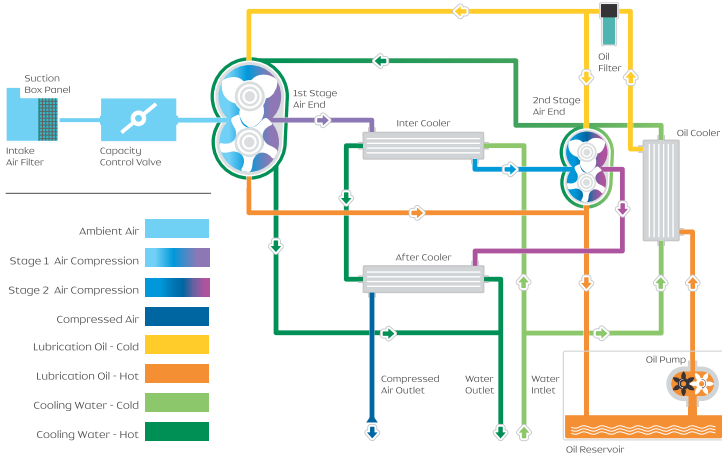 Suction
Box Panel
Intake
Air Filter
Capacity
Control Valve
1st Stage
Air End
Inter Cooler
2nd Stage
Air End
Oil
Filter
Oil Cooler
After Cooler
Compressed
Air Outlet
Water
Outlet
Water
Intlet
Oil Pump
Oil Reservoir
Ambient Air
Stage 1 Air Compression
Stage 2 Air Compression
Compressed Air
Lubrication Oil - Cold
Lubrication Oil - Hot
Cooling Water - Cold
Cooling Water - Hot